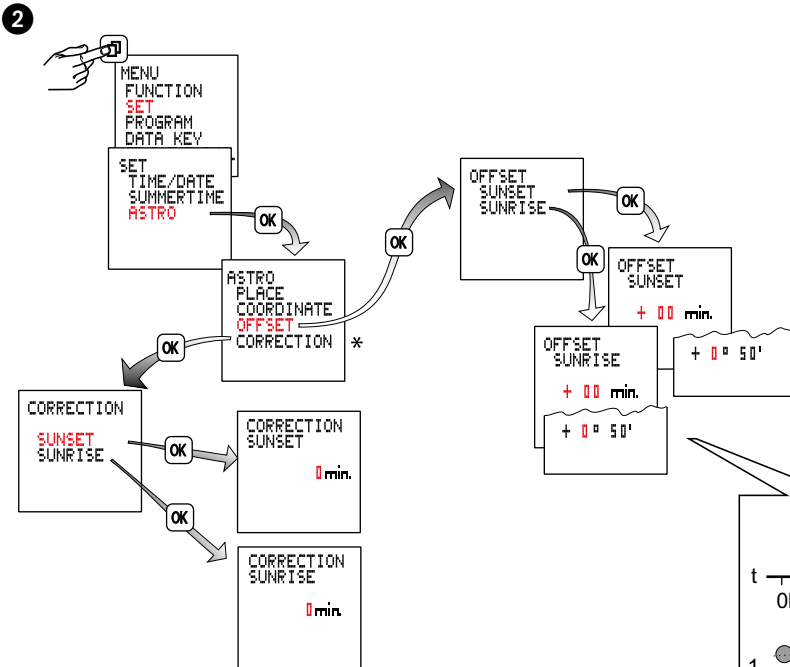 2
MENU
FUNCTION
SET
PROGRAM
DATA KEY
SET
TIME/DATE
SUMMERTIME
ASTRO
OK
ASTRO
PLACE
COORDINATE
OFFSET
CORRECTION *
OK
OFFSET
SUNSET
SUNRISE
OK
OK
OFFSET
SUNSET
+ 00 min.
+ 0° 50'
OFFSET
SUNRISE
+ 00 min.
+ 0° 50'
OK
CORRECTION
SUNSET
SUNRISE
OK
OK
CORRECTION
SUNSET
0 min.
CORRECTION
SUNRISE
0 min.
t
1